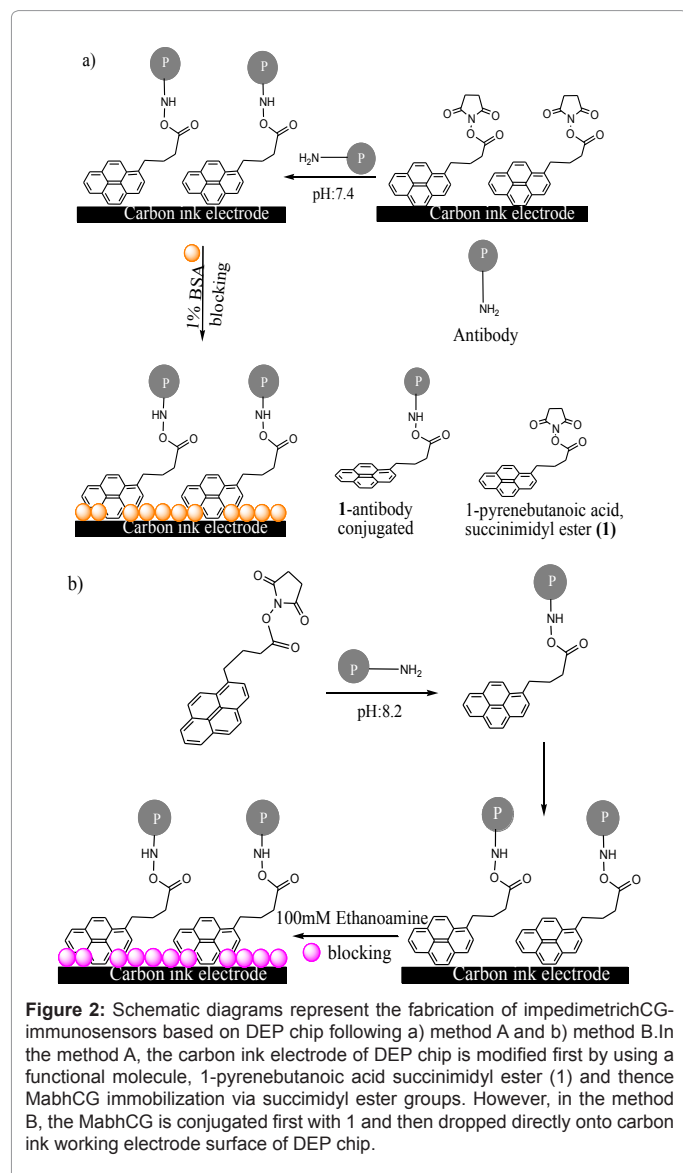 a)
P
P
NH
NH
O
O
O
O
Carbon ink electrode
H2N
P
pH:7.4
O
N
O
O
N
O
O
O
O
O
Carbon ink electrode
P
NH2
Antibody
1% BSA
blocking
P
P
HN
NH
O
O
O
O
Carbon ink electrode
P
NH
O
O
1-antibody
conjugated
O
N
O
O
O
1-pyrenebutanoic acid,
succinimidyl ester (1)
b)
O
N
O
O
O
P
NH2
pH:8.2
P
NH
O
O
P
P
NH
NH
O
O
O
O
Carbon ink electrode
100mM Ethanoamine
blocking
P
P
HN
NH
O
O
O
O
Carbon ink electrode
Figure 2: Schematic diagrams represent the fabrication of impedimetrichCG-
immunosensors based on DEP chip following a) method A and b) method B.In
the method A, the carbon ink electrode of DEP chip is modified first by using a
functional molecule, 1-pyrenebutanoic acid succinimidyl ester (1) and thence
MabhCG immobilization via succimidyl ester groups. However, in the method
B, the MabhCG is conjugated first with 1 and then dropped directly onto carbon
ink working electrode surface of DEP chip.